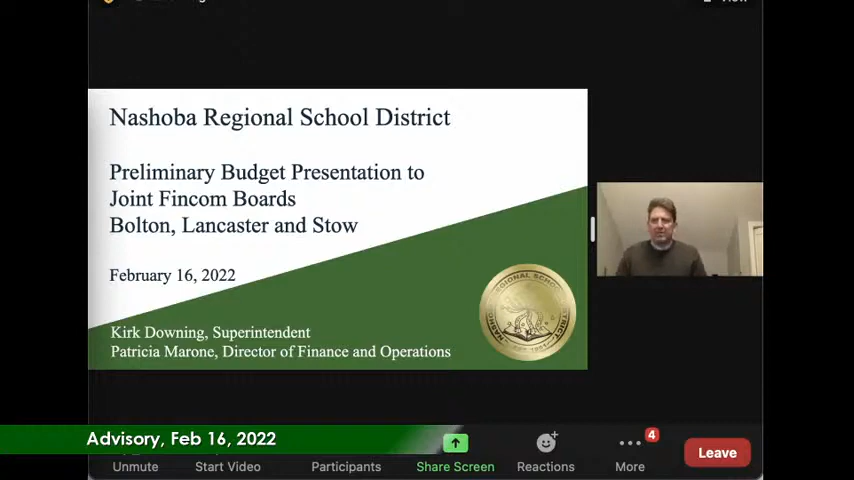 Nashoba Regional School District
Preliminary Budget Presentation to
Joint Fincom Boards
Bolton, Lancaster and Stow
February 16, 2022
Kirk Downing, Superintendent
Patricia Marone, Director of Finance and Operations
Advisory, Feb 16, 2022
4
Unmute
Start Video
Participants
Share Screen
Reactions
More
Leave